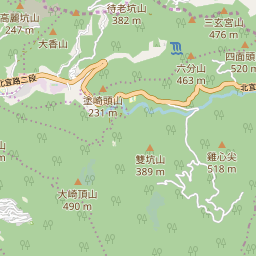 待老坑山
382 m
高麗坑山
247 m
三玄宮山
476 m
大香山
四面頭
520 m
六分山
463 m
北宜路二段
北宜
塗崎頭山
231 m
雙坑山
389 m
雞心尖
518 m
大崎頂山
490 m